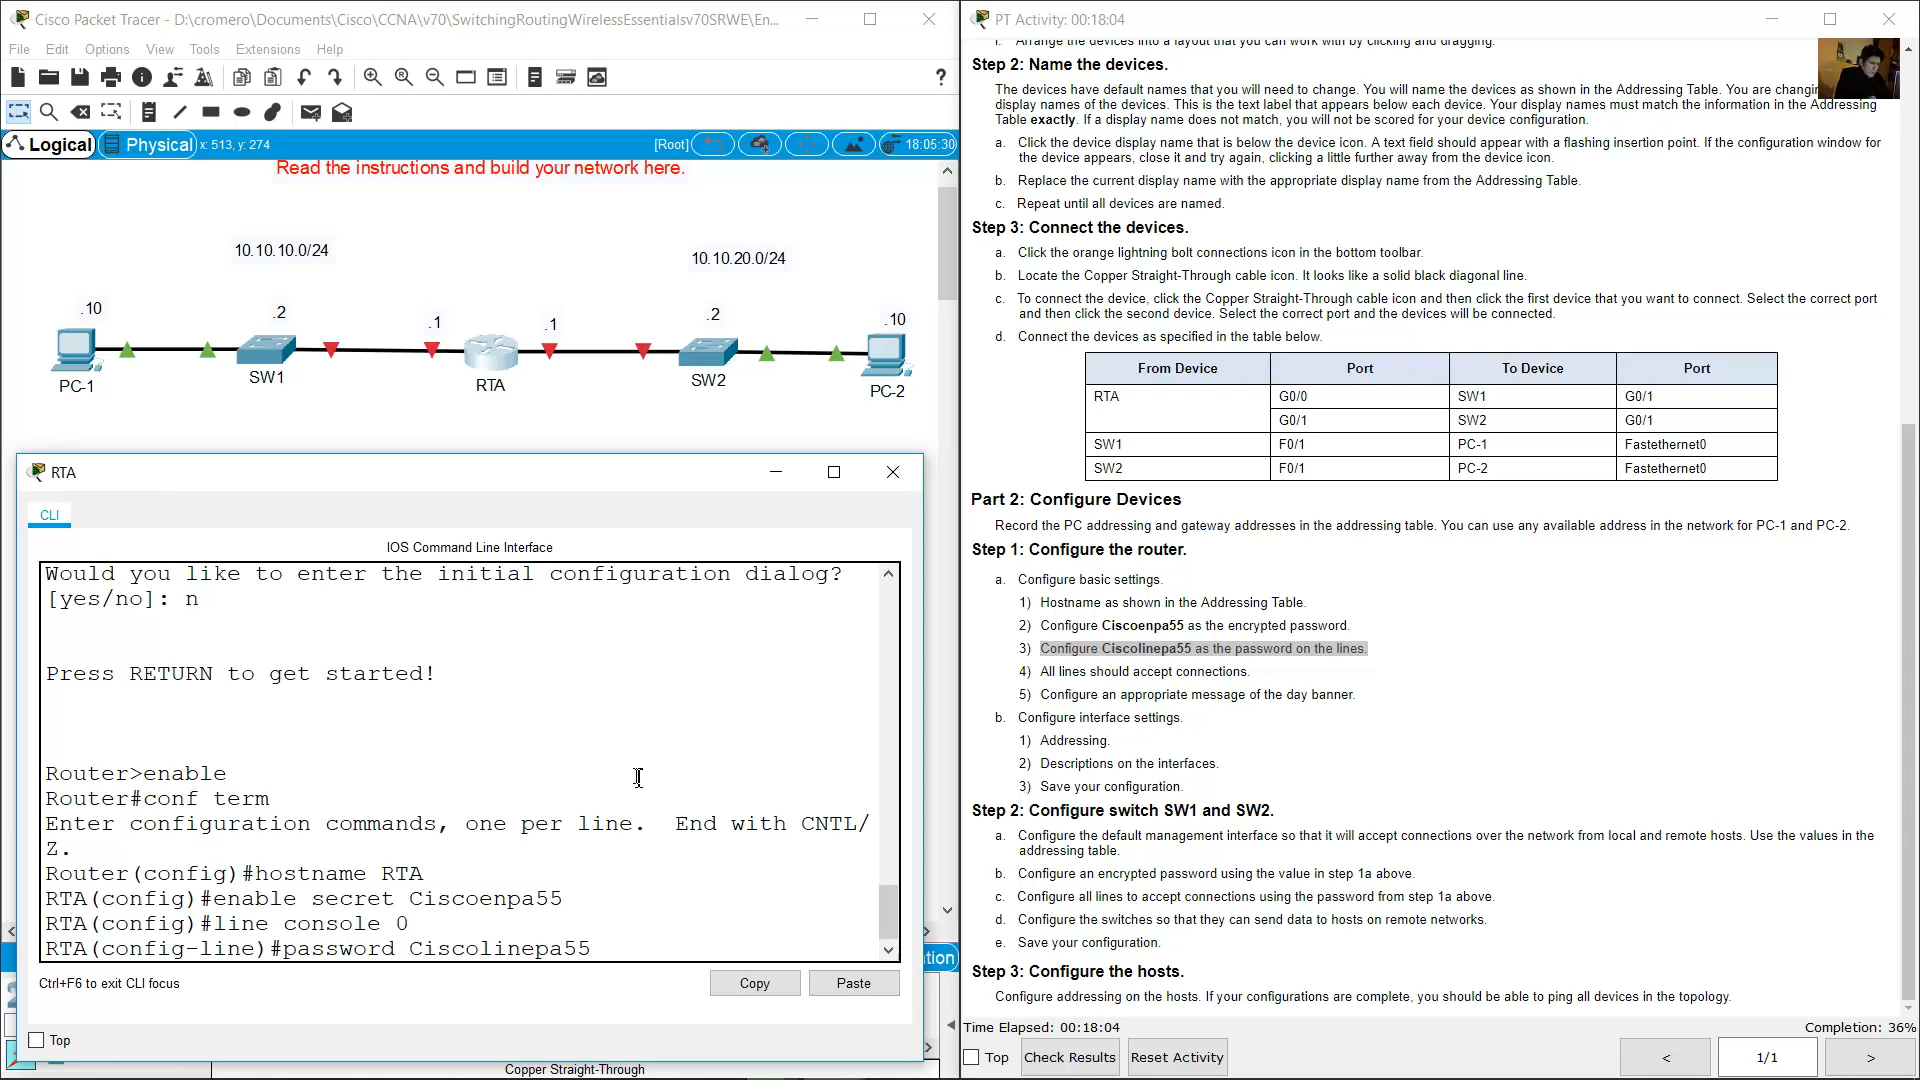 Cisco Packet Tracer - D:\cromero\Documents\Cisco\CCNA\v70\SwitchingRoutingWirelessEssentialsv70SRWE\En...
File Edit Options View Tools Extensions Help
?
Logical Physical x: 513, y: 274 [Root] 18:05:30
Read the instructions and build your network here.
10.10.10.0/24
10.10.20.0/24
.10
.2
.1
.1
.2
.10
PC-1
SW1
RTA
SW2
PC-2
RTA
CLI
IOS Command Line Interface
Would you like to enter the initial configuration dialog?
[yes/no]: n
Press RETURN to get started!
Router>enable
Router#conf term
Enter configuration commands, one per line.  End with CNTL/
Z.
Router(config)#hostname RTA
RTA(config)#enable secret Ciscoenpa55
RTA(config)#line console 0
RTA(config-line)#password Ciscolinepa55
Ctrl+F6 to exit CLI focus
Copy
Paste
Top
Copper Straight-Through
PT Activity: 00:18:04
Arrange the devices into a layout that you can work with by clicking and dragging.
Step 2: Name the devices.
The devices have default names that you will need to change. You will name the devices as shown in the Addressing Table. You are changin
display names of the devices. This is the text label that appears below each device. Your display names must match the information in the Addressing
Table exactly. If a display name does not match, you will not be scored for your device configuration.
a. Click the device display name that is below the device icon. A text field should appear with a flashing insertion point. If the configuration window for
the device appears, close it and try again, clicking a little further away from the device icon.
b. Replace the current display name with the appropriate display name from the Addressing Table.
c. Repeat until all devices are named.
Step 3: Connect the devices.
a. Click the orange lightning bolt connections icon in the bottom toolbar.
b. Locate the Copper Straight-Through cable icon. It looks like a solid black diagonal line.
c. To connect the device, click the Copper Straight-Through cable icon and then click the first device that you want to connect. Select the correct port
and then click the second device. Select the correct port and the devices will be connected.
d. Connect the devices as specified in the table below.
From Device Port To Device Port
RTA G0/0 SW1 G0/1
G0/1 SW2 G0/1
SW1 F0/1 PC-1 Fastethernet0
SW2 F0/1 PC-2 Fastethernet0
Part 2: Configure Devices
Record the PC addressing and gateway addresses in the addressing table. You can use any available address in the network for PC-1 and PC-2.
Step 1: Configure the router.
a. Configure basic settings.
1) Hostname as shown in the Addressing Table.
2) Configure Ciscoenpa55 as the encrypted password.
3) Configure Ciscolinepa55 as the password on the lines.
4) All lines should accept connections.
5) Configure an appropriate message of the day banner.
b. Configure interface settings.
1) Addressing.
2) Descriptions on the interfaces.
3) Save your configuration.
Step 2: Configure switch SW1 and SW2.
a. Configure the default management interface so that it will accept connections over the network from local and remote hosts. Use the values in the
addressing table.
b. Configure an encrypted password using the value in step 1a above.
c. Configure all lines to accept connections using the password from step 1a above.
d. Configure the switches so that they can send data to hosts on remote networks.
e. Save your configuration.
Step 3: Configure the hosts.
Configure addressing on the hosts. If your configurations are complete, you should be able to ping all devices in the topology.
Time Elapsed: 00:18:04 Completion: 36%
Top Check Results Reset Activity < 1/1 >